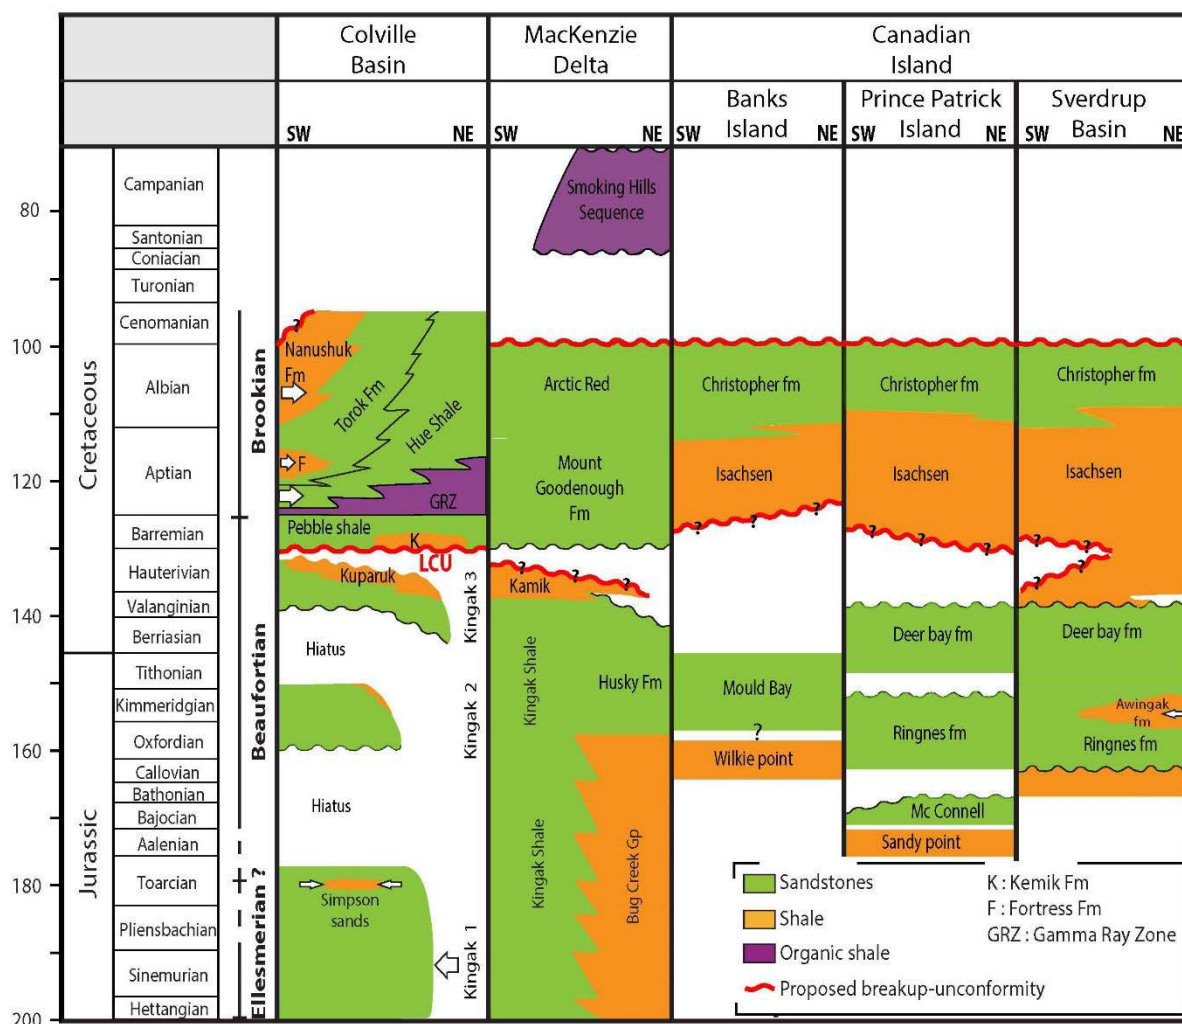 Colville
Basin
MacKenzie
Delta
Canadian
Island
Banks
Island
Prince Patrick
Island
Sverdrup
Basin
SW NE SW NE SW NE SW NE SW NE
80
100
120
140
160
180
200
Cretaceous
Jurassic
Campanian
Santonian
Coniacian
Turonian
Cenomanian
Albian
Aptian
Barremian
Hauterivian
Valanginian
Berriasian
Tithonian
Kimmeridgian
Oxfordian
Callovian
Bathonian
Bajocian
Aalenian
Toarcian
Pliensbachian
Sinemurian
Hettangian
Brookian
Beaufortian
Ellesmerian ?
?
Nanushuk
Fm
Torok Fm
Hue Shale
F
GRZ
Pebble shale
K
LCU
Kuparuk
Kingak 3
Hiatus
Kingak 2
Hiatus
Simpson
sands
Kingak 1
Smoking Hills
Sequence
Arctic Red
Mount
Goodenough
Fm
? ? ?
Kamik
Kingak Shale
Husky Fm
Kingak Shale
Bug Creek Gp
Christopher fm
Isachsen
? ? ?
Mould Bay
?
Wilkie point
Christopher fm
Isachsen
? ? ?
Deer bay fm
Ringnes fm
Mc Connell
Sandy point
Christopher fm
Isachsen
? ?
? ?
Deer bay fm
Awingak
fm
Ringnes fm
Sandstones
Shale
Organic shale
Proposed breakup-unconformity
K : Kemik Fm
F : Fortress Fm
GRZ : Gamma Ray Zone